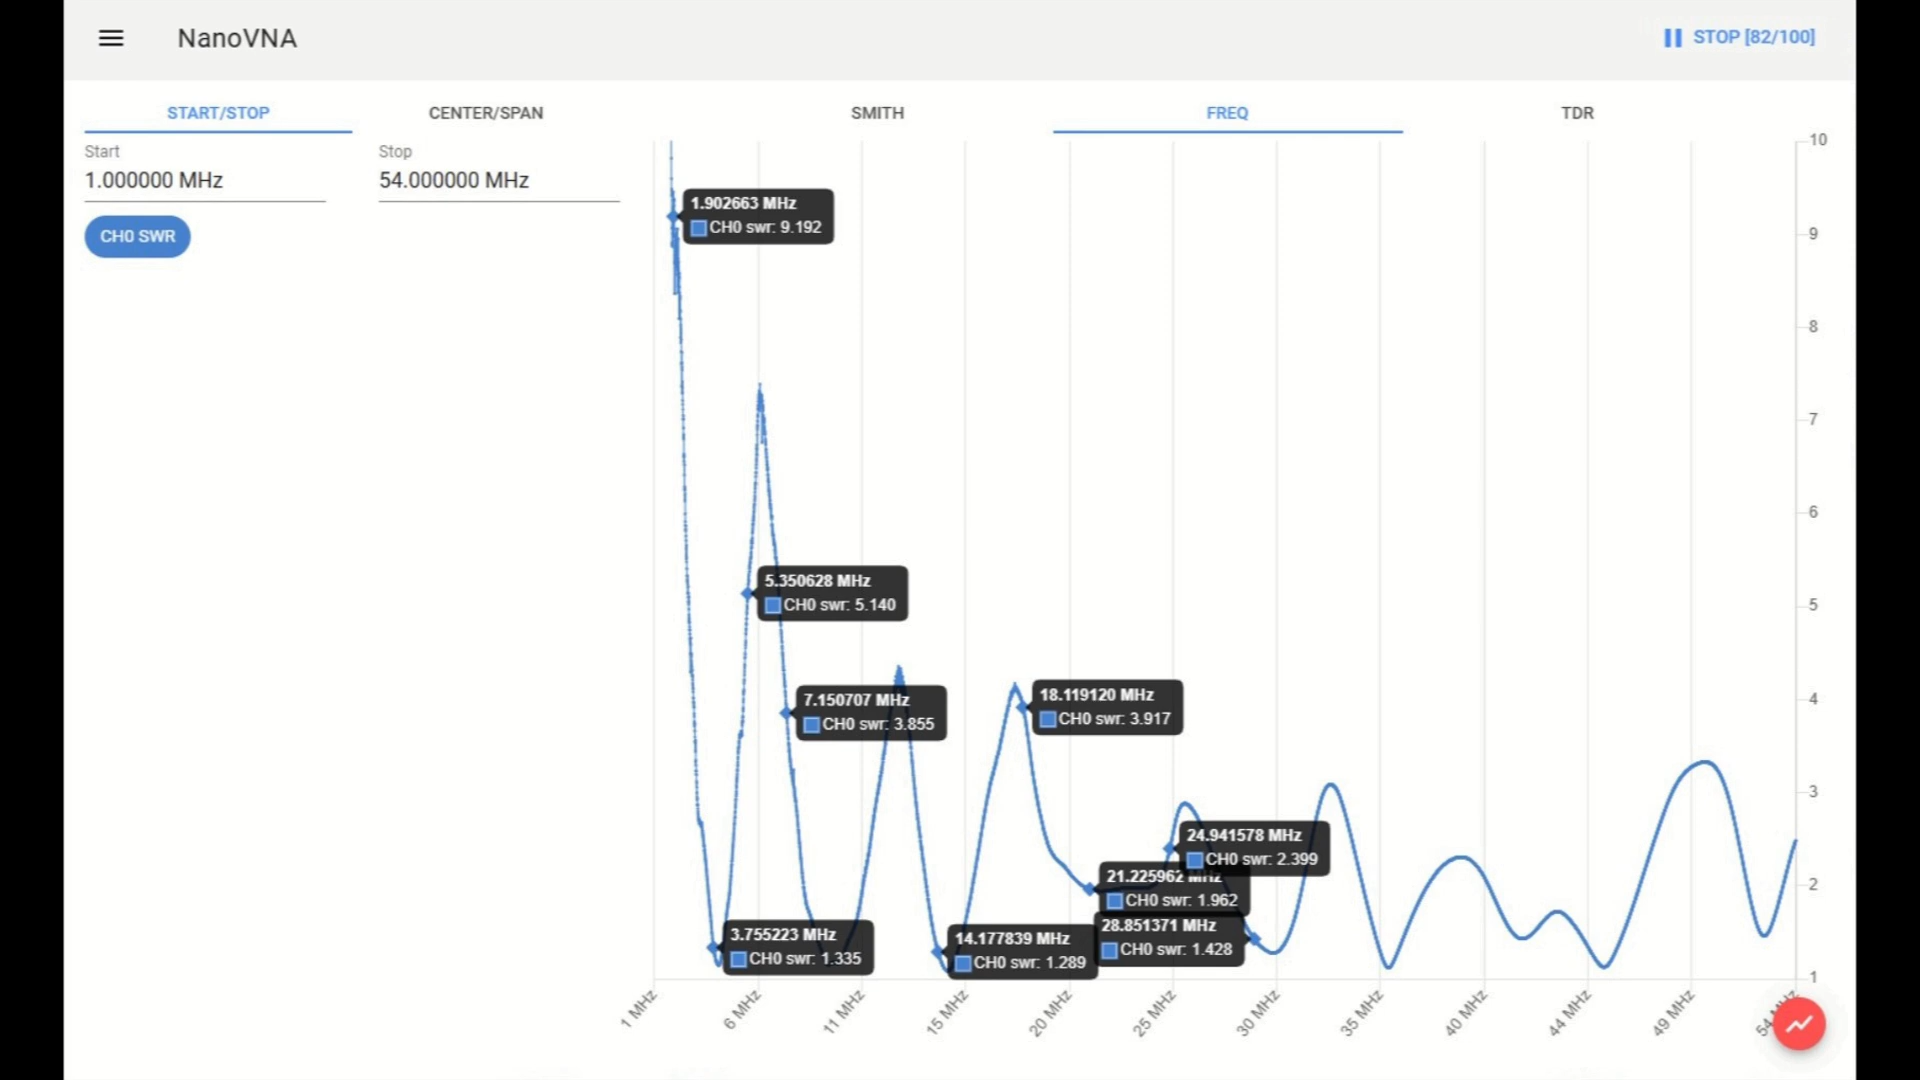 NanoVNA
STOP [82/100]
START/STOP
CENTER/SPAN
SMITH
FREQ
TDR
Start
1.000000 MHz
Stop
54.000000 MHz
CH0 SWR
10
9
8
7
6
5
4
3
2
1
1.902663 MHz
CH0 swr: 9.192
5.350628 MHz
CH0 swr: 5.140
7.150707 MHz
CH0 swr: 3.855
18.119120 MHz
CH0 swr: 3.917
24.941578 MHz
CH0 swr: 2.399
21.225962 MHz
CH0 swr: 1.962
28.851371 MHz
CH0 swr: 1.428
3.755223 MHz
CH0 swr: 1.335
14.177839 MHz
CH0 swr: 1.289
1 MHz
6 MHz
11 MHz
15 MHz
20 MHz
25 MHz
30 MHz
35 MHz
40 MHz
44 MHz
49 MHz
54 MHz